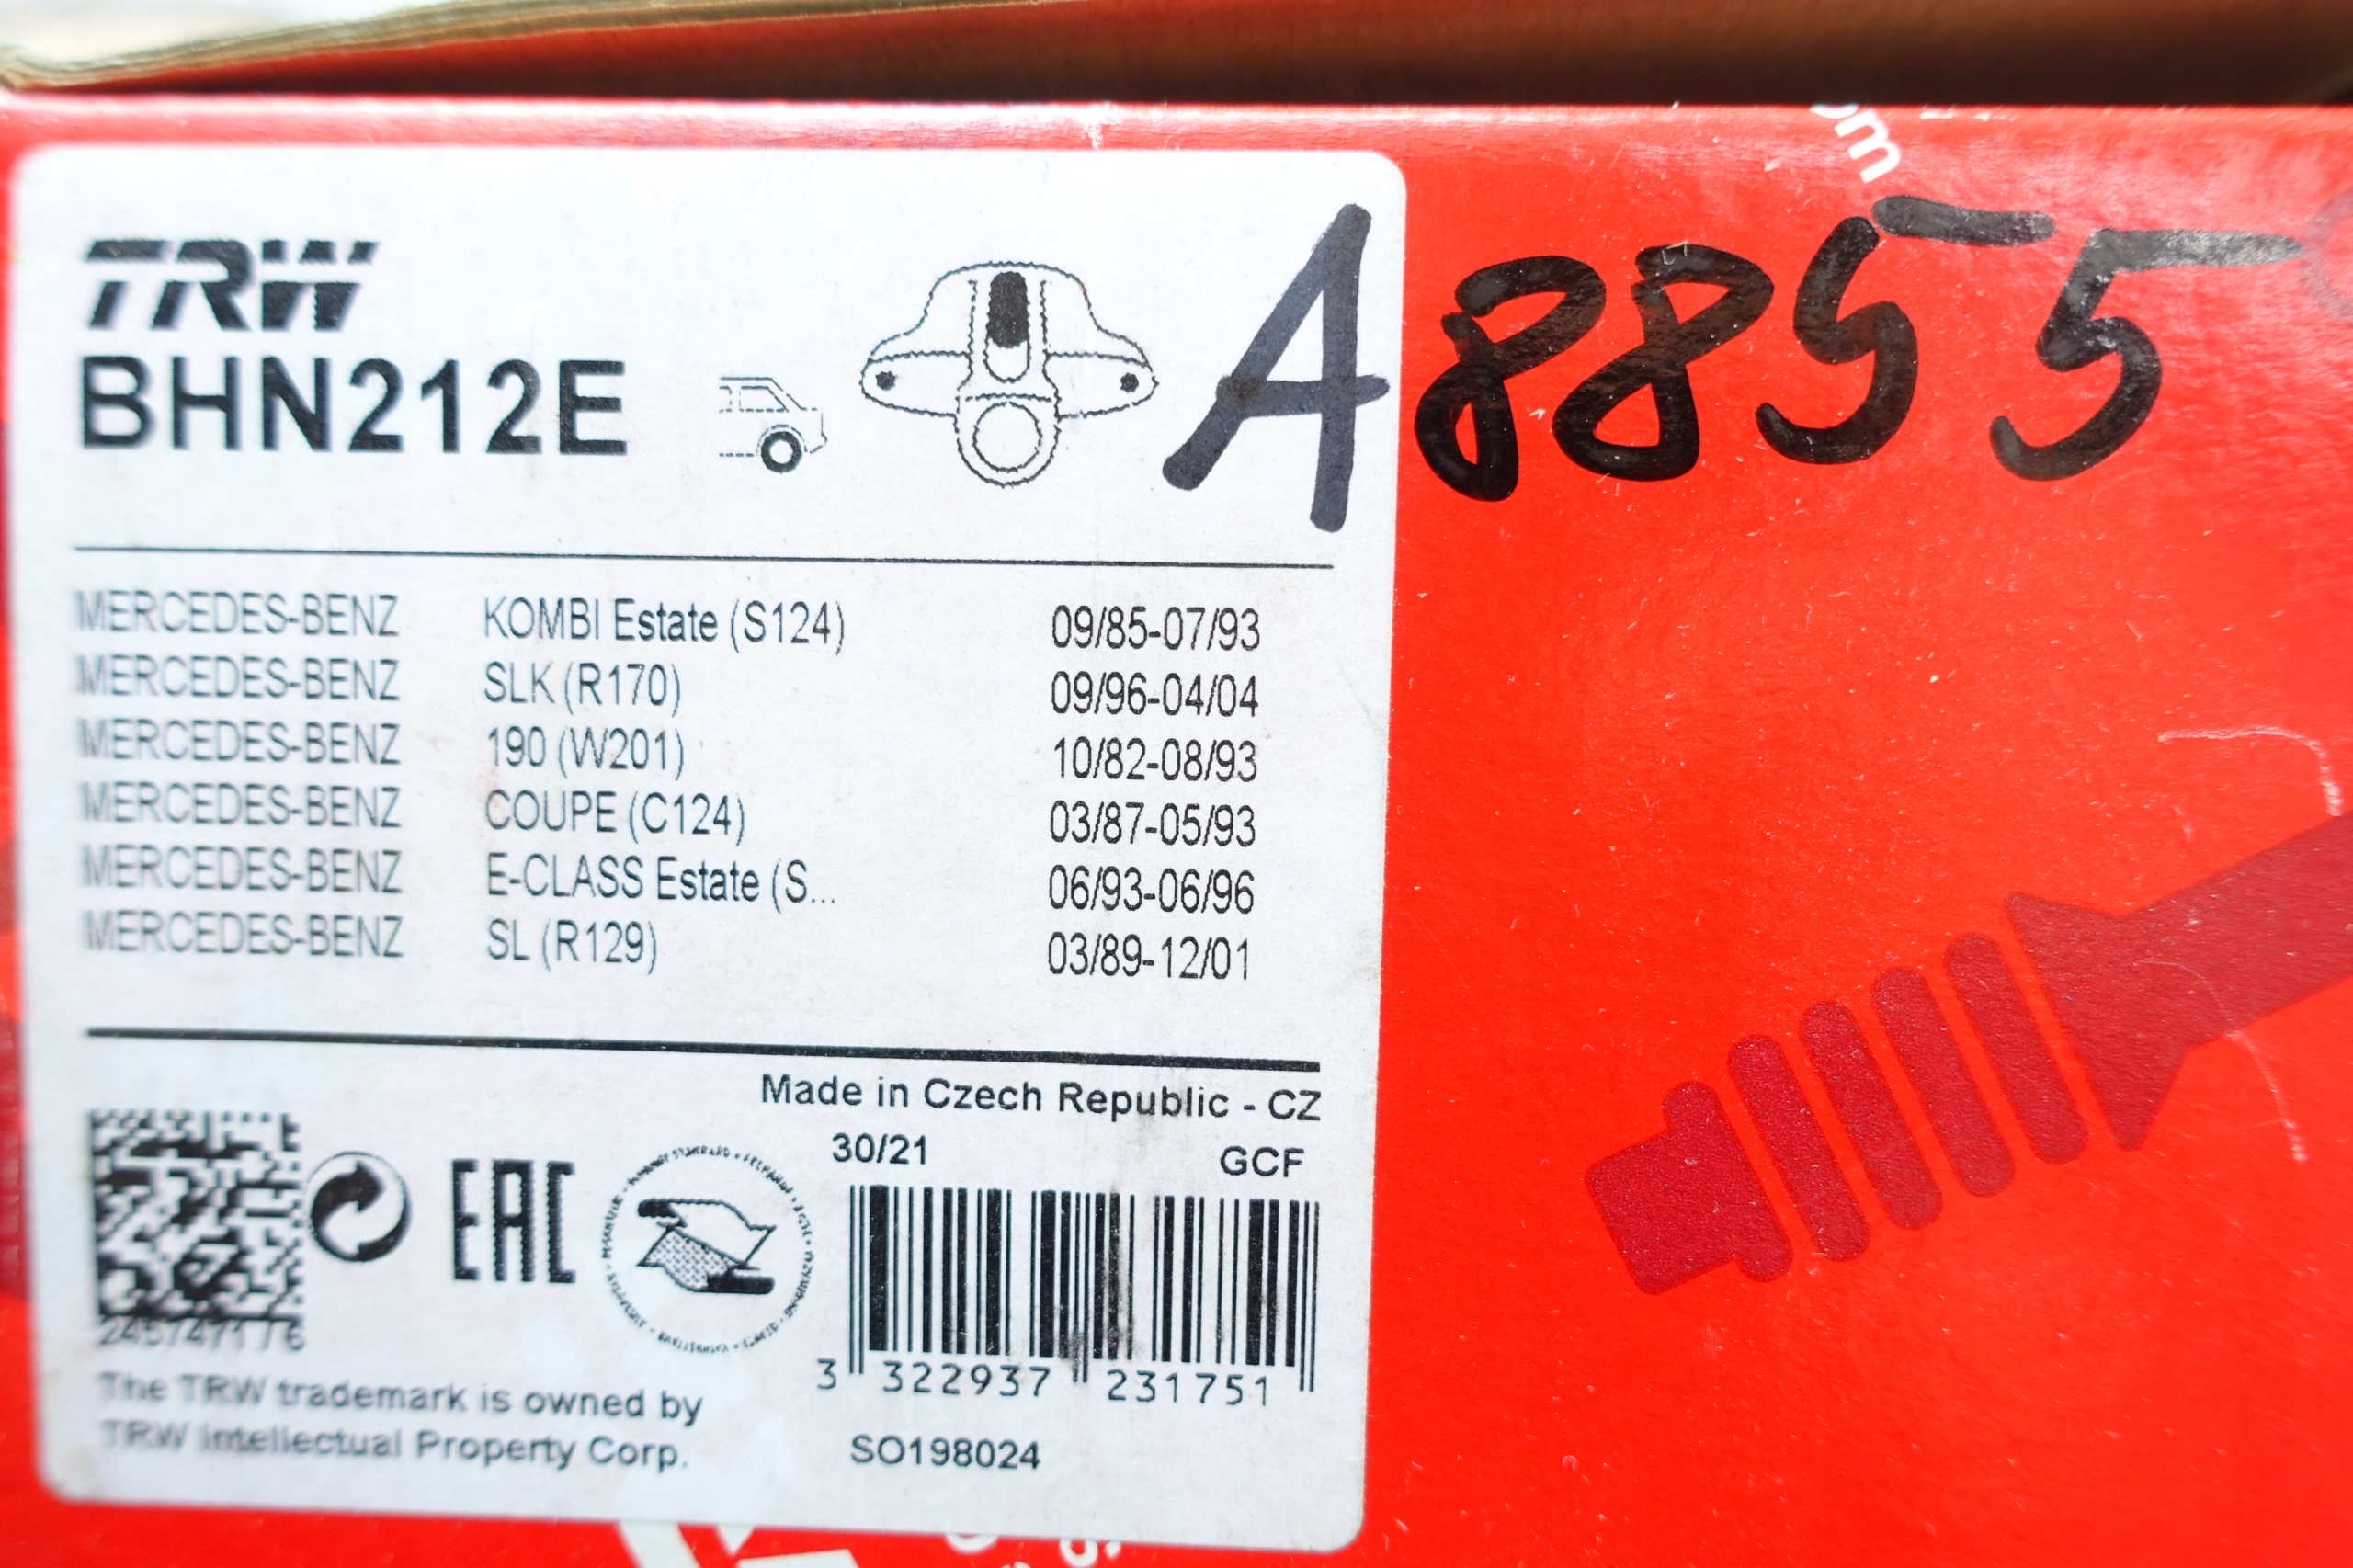 TRW
BHN212E
A8855
MERCEDES-BENZ KOMBI Estate (S124) 09/85-07/93
MERCEDES-BENZ SLK (R170) 09/96-04/04
MERCEDES-BENZ 190 (W201) 10/82-08/93
MERCEDES-BENZ COUPE (C124) 03/87-05/93
MERCEDES-BENZ E-CLASS Estate (S... 06/93-06/96
MERCEDES-BENZ SL (R129) 03/89-12/01
Made in Czech Republic - CZ
30/21 GCF
EAC
3 322937 231751
The TRW trademark is owned by
TRW Intellectual Property Corp.
SO198024